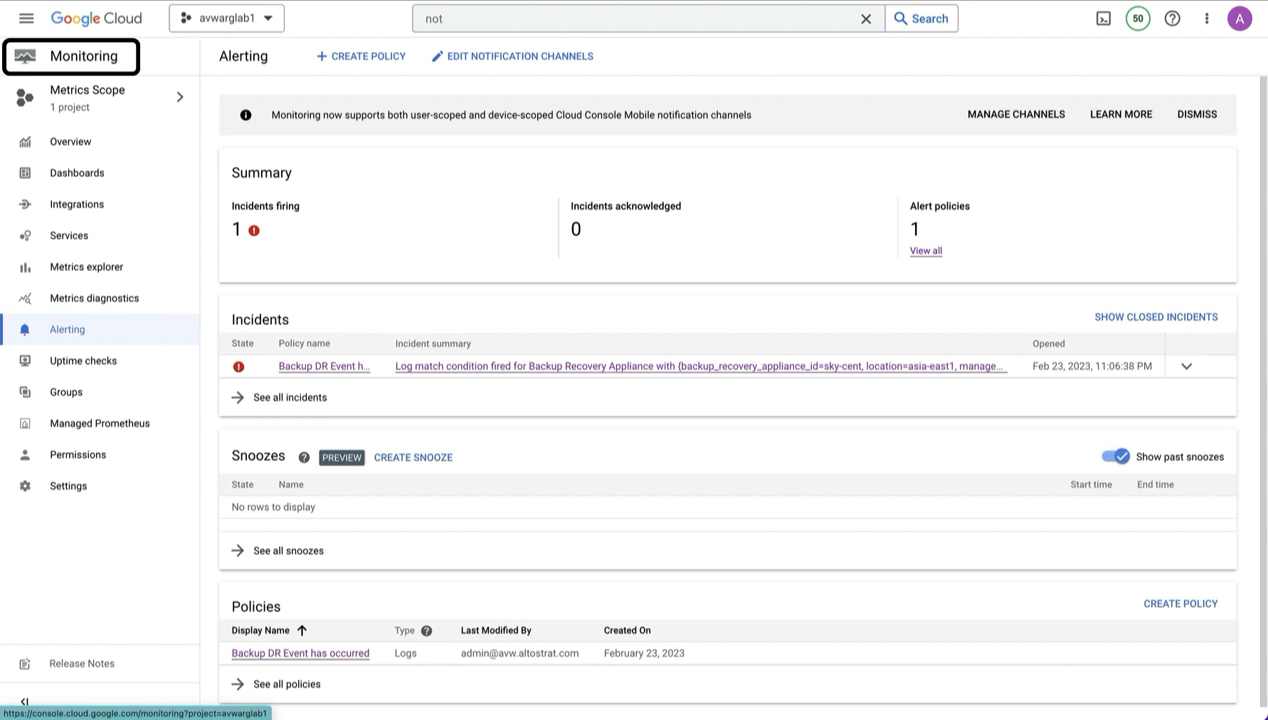 Google Cloud
avwarglab1
not
Search
50
A
Monitoring
Alerting
CREATE POLICY
EDIT NOTIFICATION CHANNELS
Metrics Scope
1 project
Monitoring now supports both user-scoped and device-scoped Cloud Console Mobile notification channels
MANAGE CHANNELS
LEARN MORE
DISMISS
Overview
Dashboards
Integrations
Services
Metrics explorer
Metrics diagnostics
Alerting
Uptime checks
Groups
Managed Prometheus
Permissions
Settings
Release Notes
Summary
Incidents firing
1
Incidents acknowledged
0
Alert policies
1
View all
Incidents
SHOW CLOSED INCIDENTS
State Policy name Incident summary Opened
Backup DR Event h... Log match condition fired for Backup Recovery Appliance with {backup_recovery_appliance_id=sky-cent, location=asia-east1, manage... Feb 23, 2023, 11:06:38 PM
See all incidents
Snoozes PREVIEW CREATE SNOOZE
Show past snoozes
State Name Start time End time
No rows to display
See all snoozes
Policies
CREATE POLICY
Display Name Type Last Modified By Created On
Backup DR Event has occurred Logs admin@avw.altostrat.com February 23, 2023
See all policies
https://console.cloud.google.com/monitoring?project=avwarglab1